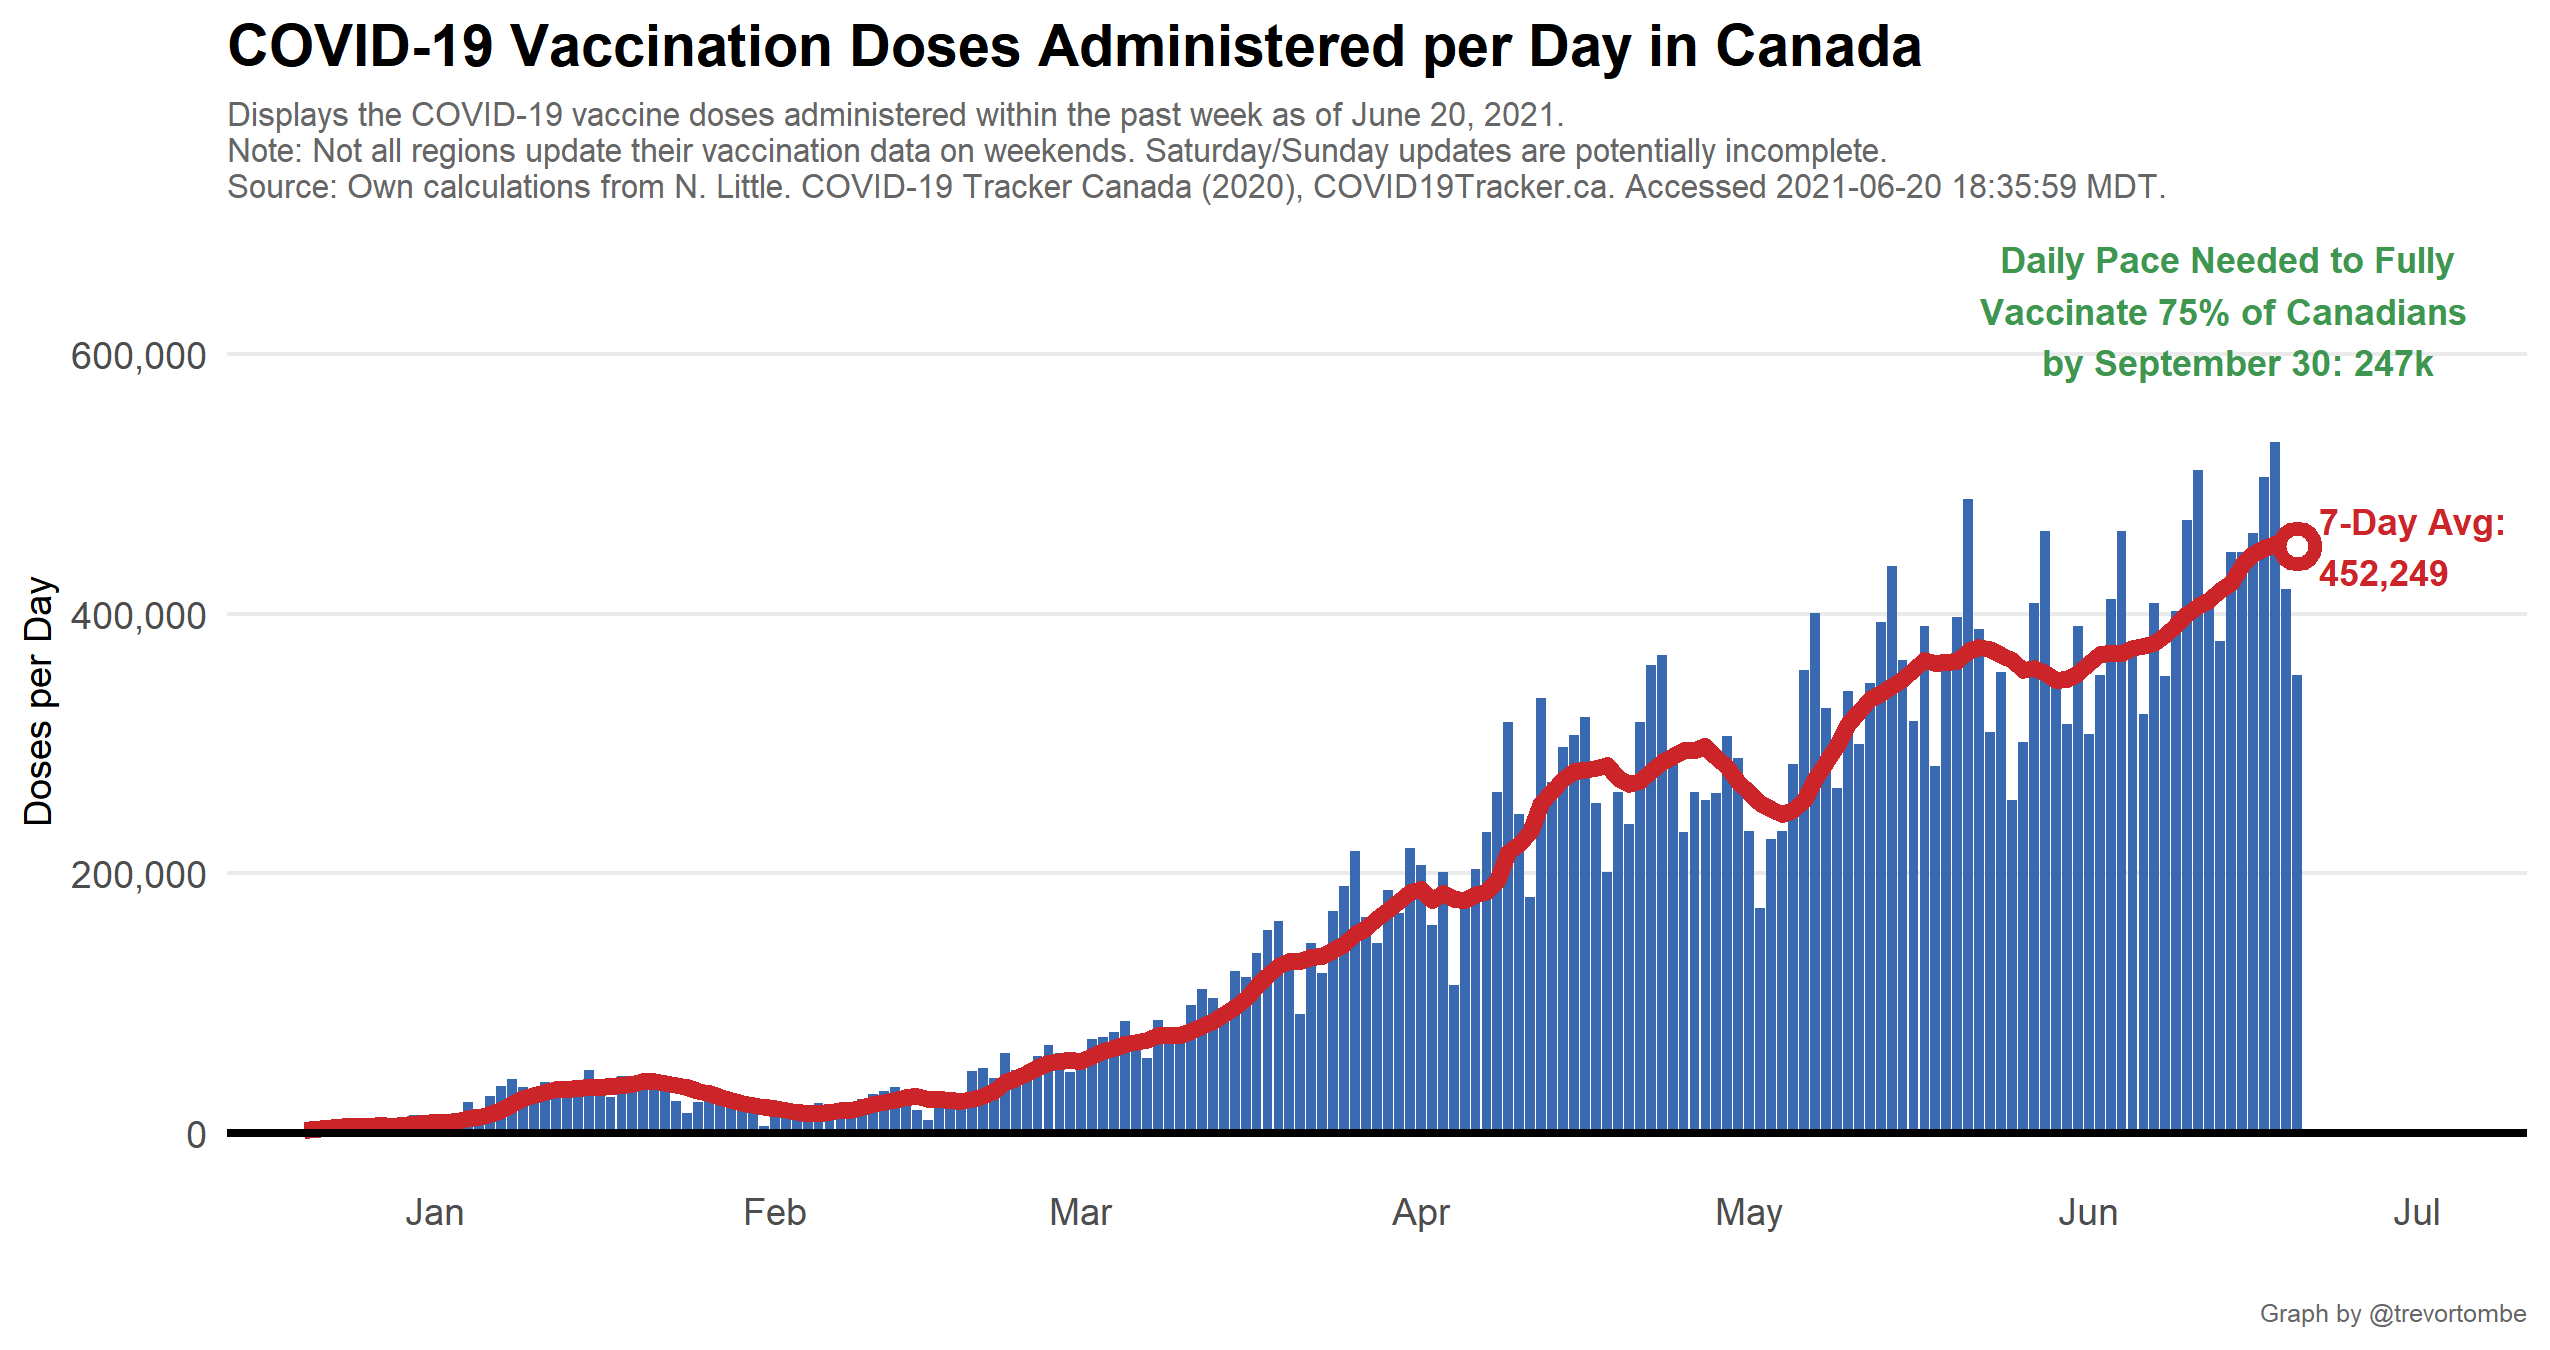 COVID-19 Vaccination Doses Administered per Day in Canada
Displays the COVID-19 vaccine doses administered within the past week as of June 20, 2021.
Note: Not all regions update their vaccination data on weekends. Saturday/Sunday updates are potentially incomplete.
Source: Own calculations from N. Little. COVID-19 Tracker Canada (2020), COVID19Tracker.ca. Accessed 2021-06-20 18:35:59 MDT.
Daily Pace Needed to Fully
Vaccinate 75% of Canadians
by September 30: 247k
600,000
400,000
200,000
0
Doses per Day
7-Day Avg:
452,249
Jan Feb Mar Apr May Jun Jul
Graph by @trevortombe